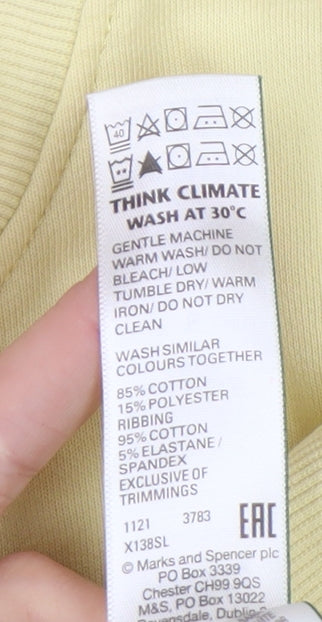 40
THINK CLIMATE
WASH AT 30°C
GENTLE MACHINE
WARM WASH/ DO NOT
BLEACH/ LOW
TUMBLE DRY/ WARM
IRON/ DO NOT DRY
CLEAN
WASH SIMILAR
COLOURS TOGETHER
85% COTTON
15% POLYESTER
RIBBING
95% COTTON
5% ELASTANE/
SPANDEX
EXCLUSIVE OF
TRIMMINGS
1121 3783 EAC
X138SL
© Marks and Spencer plc
PO Box 3339
Chester CH99 9QS
M&S, PO Box 13022
Dublin